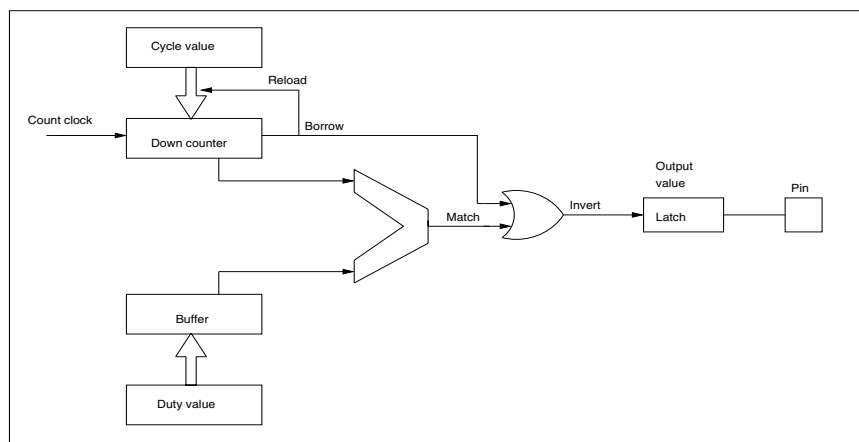 Cycle value
Reload
Count clock
Down counter
Borrow
Output
value
Pin
Match
Invert
Latch
Buffer
Duty value